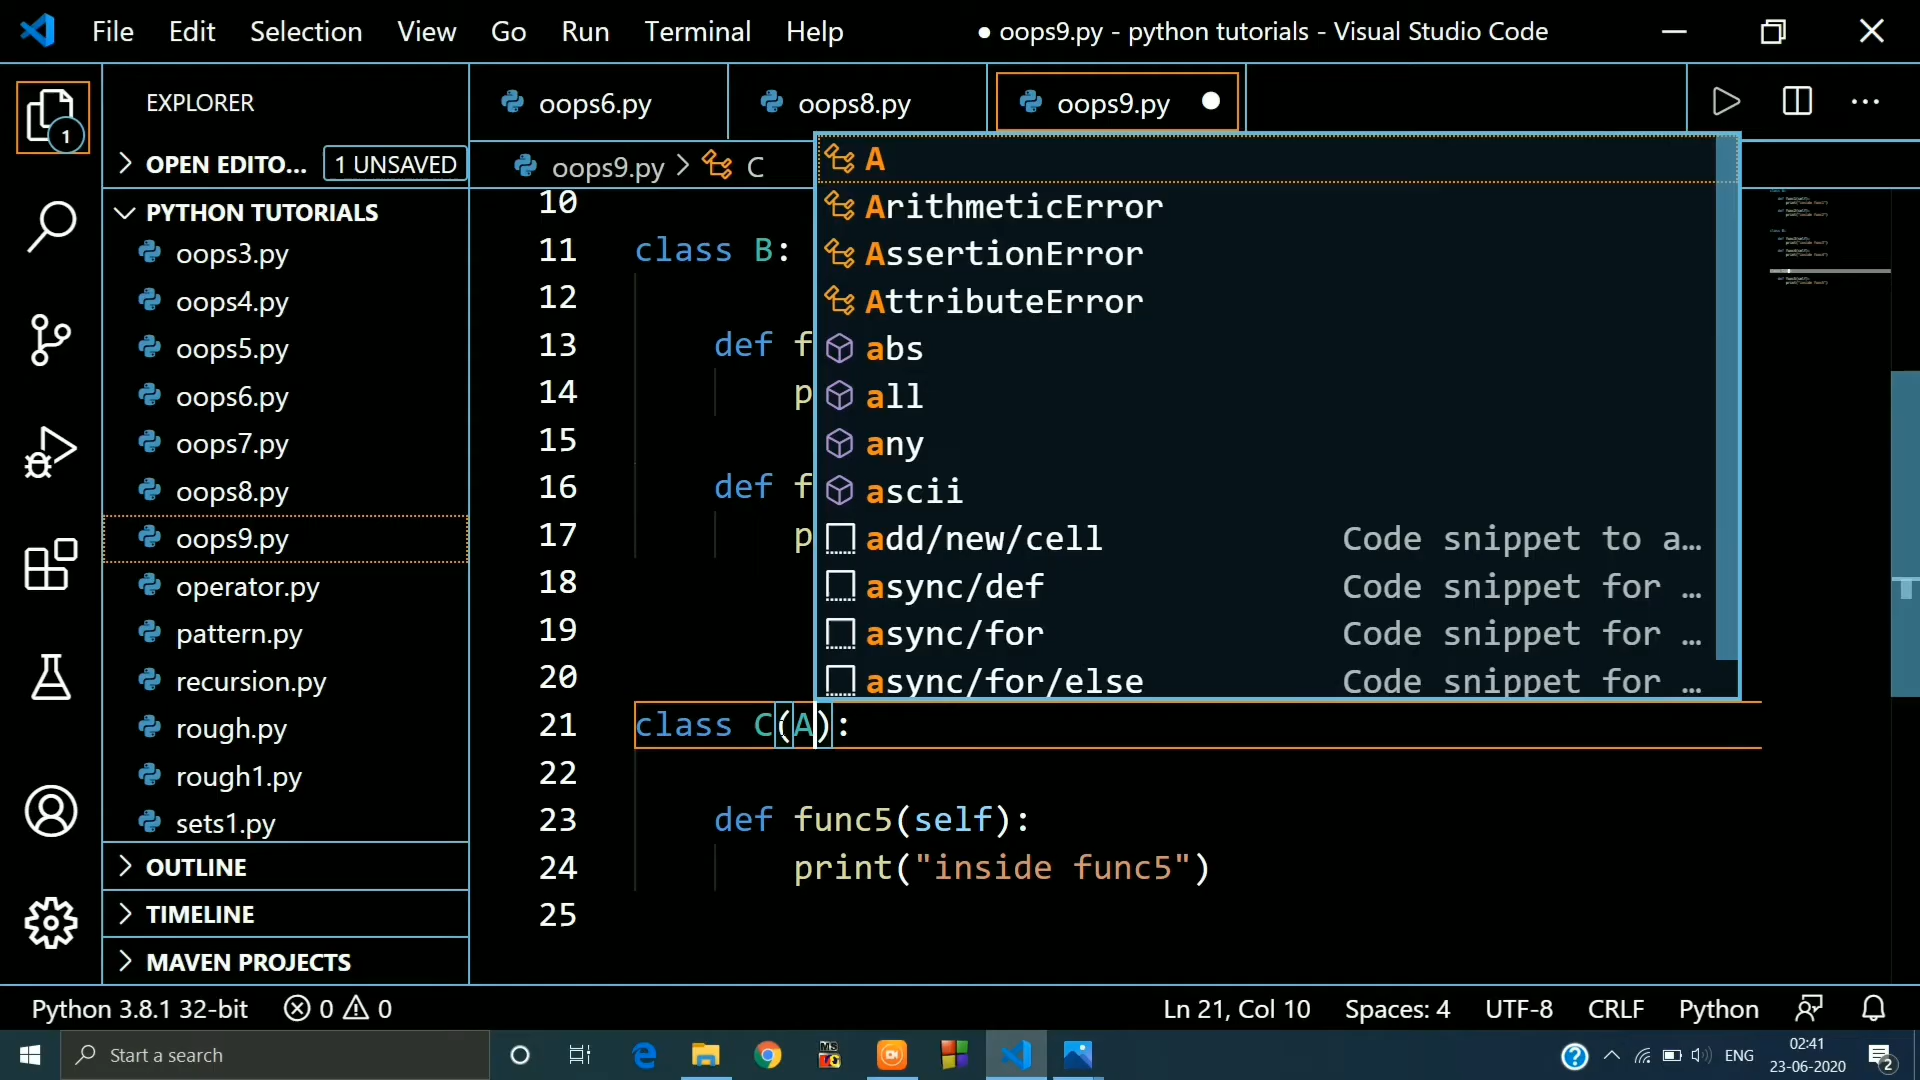 File Edit Selection View Go Run Terminal Help ● oops9.py - python tutorials - Visual Studio Code
1
EXPLORER
OPEN EDITO... 1 UNSAVED
PYTHON TUTORIALS
oops3.py
oops4.py
oops5.py
oops6.py
oops7.py
oops8.py
oops9.py
operator.py
pattern.py
recursion.py
rough.py
rough1.py
sets1.py
OUTLINE
TIMELINE
MAVEN PROJECTS
oops6.py oops8.py oops9.py
oops9.py > C
10
11 class B:
12
13 def f
14 p
15
16 def f
17 p
18
19
20
21 class C(A):
22
23 def func5(self):
24 print("inside func5")
25
A
ArithmeticError
AssertionError
AttributeError
abs
all
any
ascii
add/new/cell Code snippet to a...
async/def Code snippet for ...
async/for Code snippet for ...
async/for/else Code snippet for ...
Python 3.8.1 32-bit 0 0 Ln 21, Col 10 Spaces: 4 UTF-8 CRLF Python
Start a search ENG 02:41
23-06-2020 2